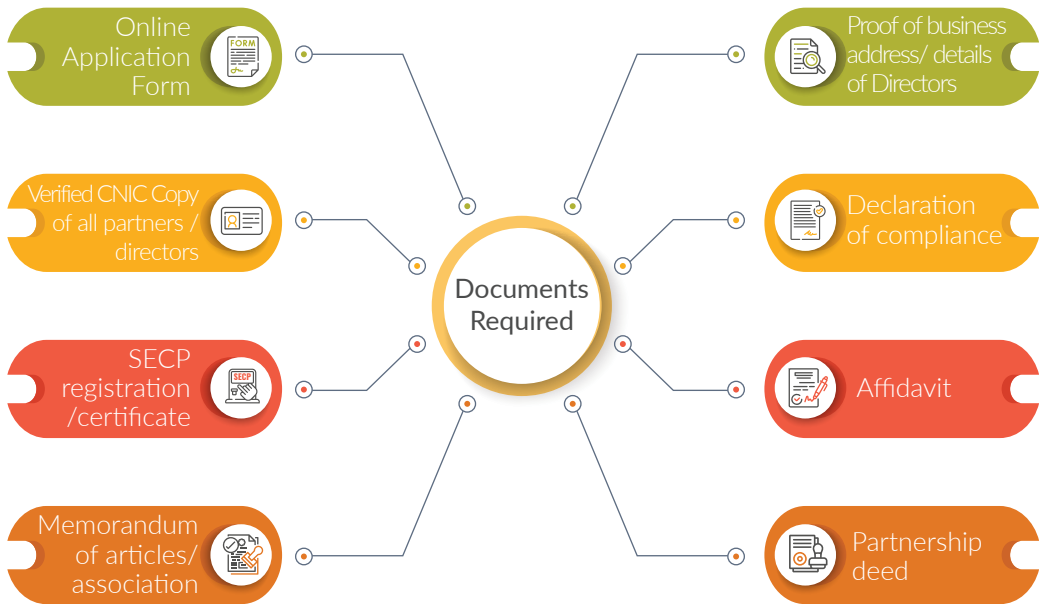 Online
Application
Form
FORM
Verified CNIC Copy
of all partners /
directors
SECP
registration
/certificate
SECP
Memorandum
of articles/
association
Documents
Required
Proof of business
address/ details
of Directors
Declaration
of compliance
Affidavit
Partnership
deed